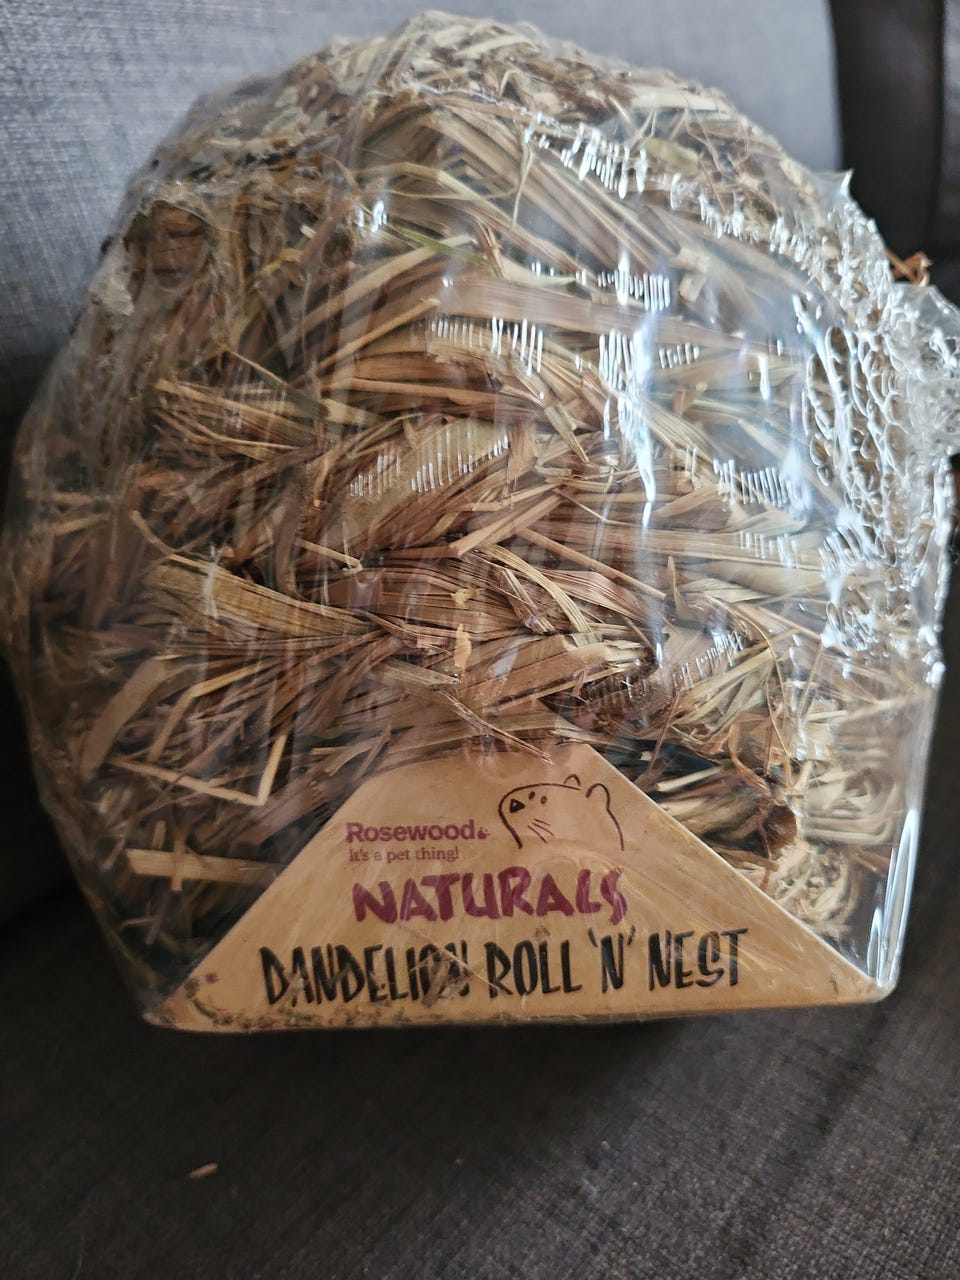 Rosewood
it's a pet thing!
NATURALS
DANDELION ROLL 'N' NEST